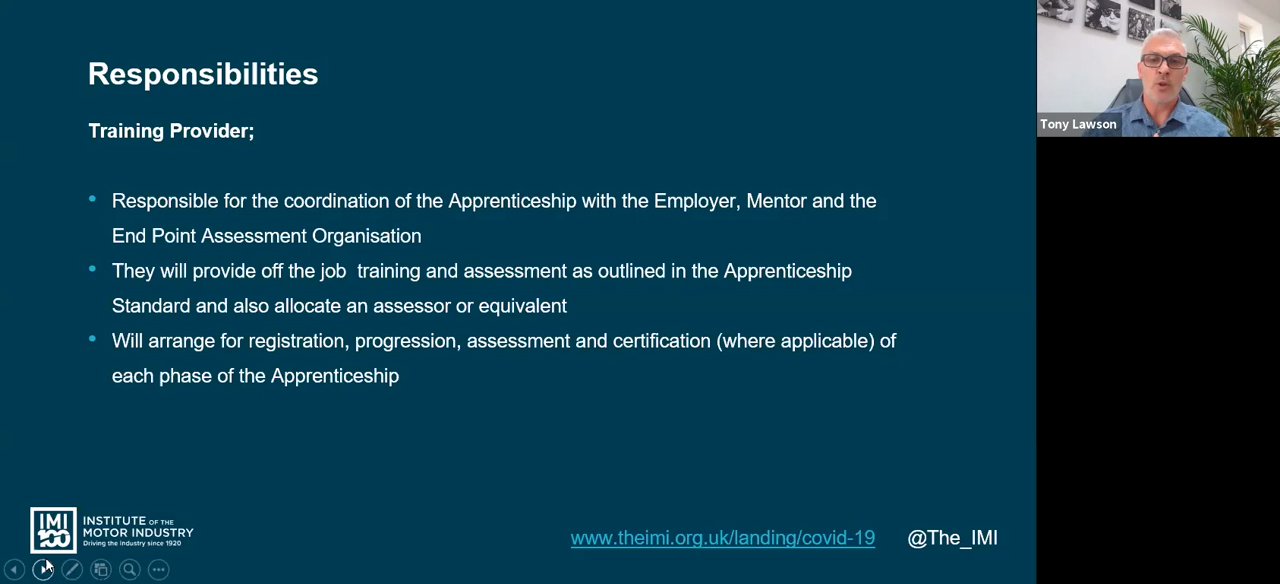 Responsibilities
Training Provider;
Responsible for the coordination of the Apprenticeship with the Employer, Mentor and the
End Point Assessment Organisation
They will provide off the job  training and assessment as outlined in the Apprenticeship
Standard and also allocate an assessor or equivalent
Will arrange for registration, progression, assessment and certification (where applicable) of
each phase of the Apprenticeship
IMI
100
INSTITUTE OF THE
MOTOR INDUSTRY
Driving the Industry since 1920
www.theimi.org.uk/landing/covid-19
@The_IMI
Tony Lawson